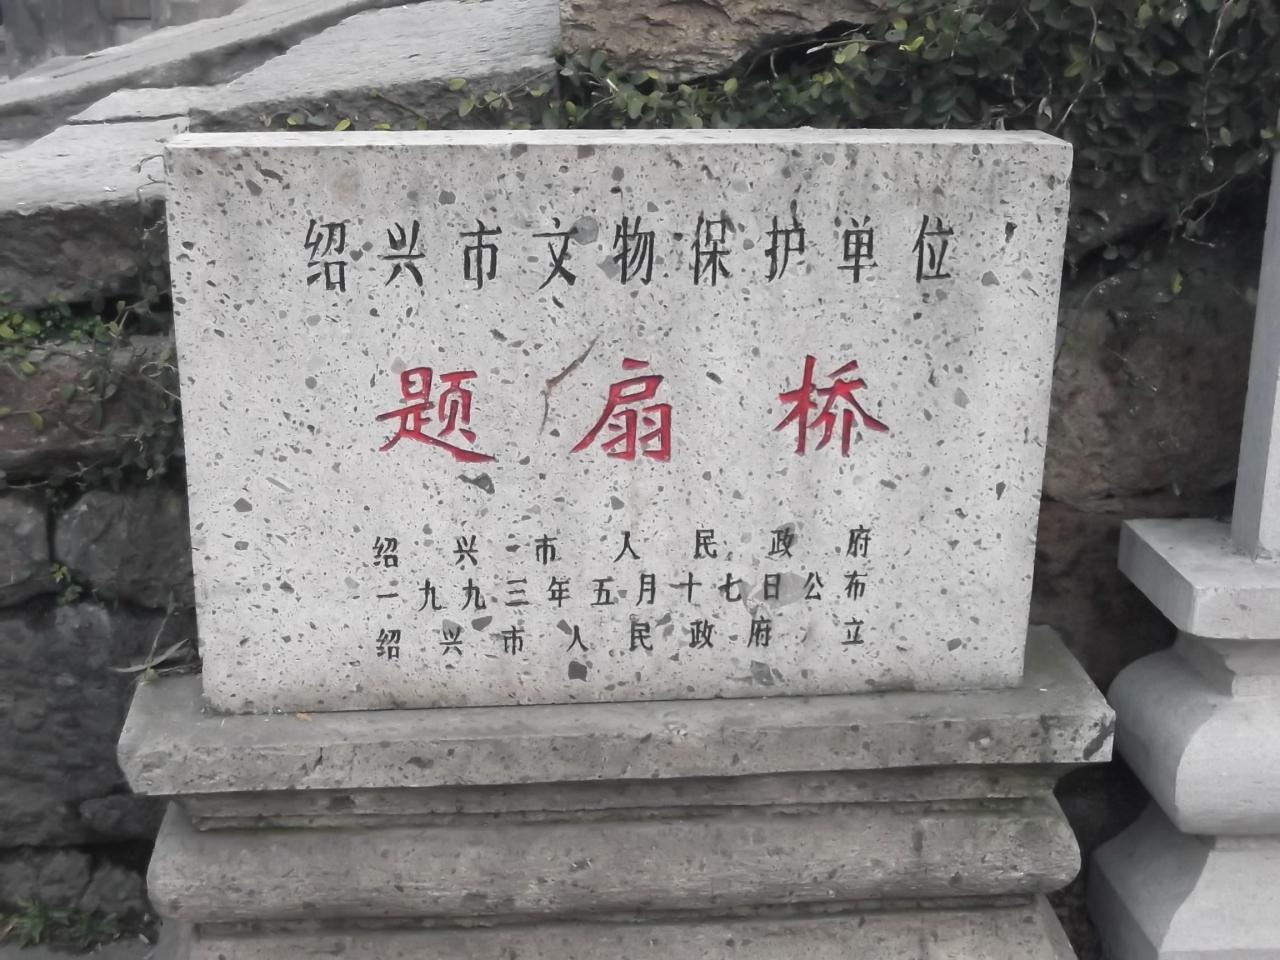 绍兴市文物保护单位
题扇桥
绍兴市人民政府
一九九三年五月十七日公布
绍兴市人民政府立